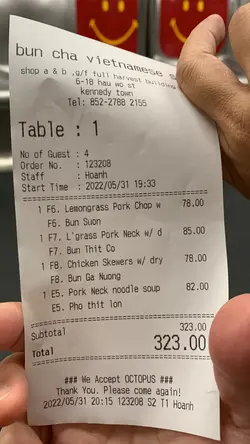 bun cha vietnamese s
shop a & b ,g/f full harvest building
6-18 hau wo st
kennedy town
Tel: 852-2788 2155
Table : 1
No of Guest : 4
Order No. : 123208
Staff : Hoanh
Start Time : 2022/05/31 19:33
1 F6. Lemongrass Pork Chop w 78.00
F6. Bun Suon
1 F7. L'grass Pork Neck w/ d 85.00
F7. Bun Thit Co
1 F8. Chicken Skewers w/ dry 78.00
F8. Bun Ga Nuong
1 E5. Pork Neck noodle soup 82.00
E5. Pho thit lon
Subtotal 323.00
Total 323.00
### We Accept OCTOPUS ###
Thank You. Please come again!
2022/05/31 20:15 123208 S2 T1 Hoanh